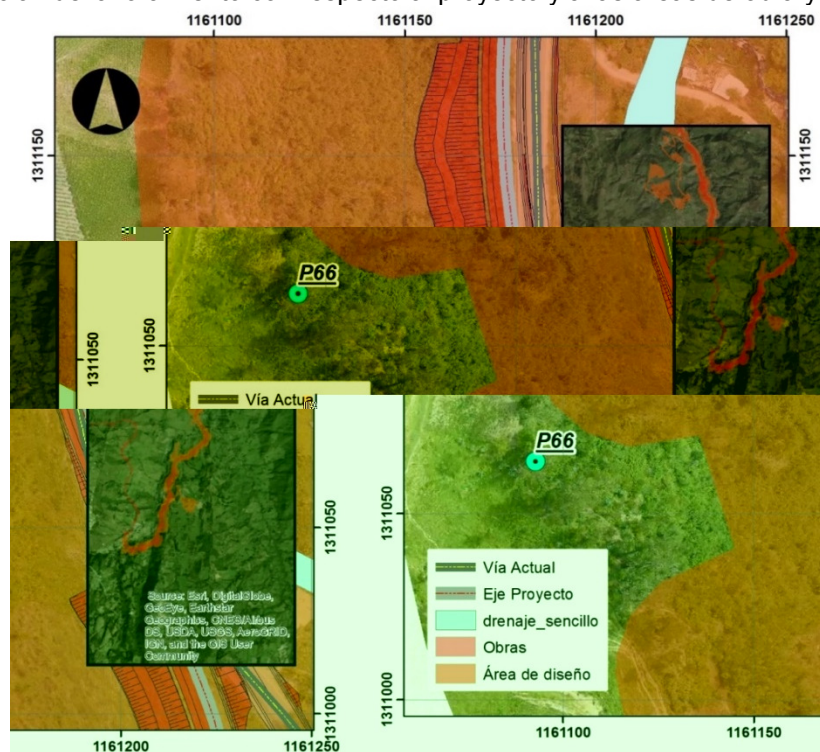 1161100 1161150 1161200 1161250
1311150 1311150
P66
1311050 1311050
Vía Actual
P66
1311050 1311050
Vía Actual
Eje Proyecto
drenaje_sencillo
Obras
Área de diseño
Source: Esri, DigitalGlobe,
GeoEye, Earthstar
Geographics, CNES/Airbus
DS, USDA, USGS, AeroGRID,
IGN, and the GIS User
Community
1311000 1311000
1161200 1161250 1161100 1161150